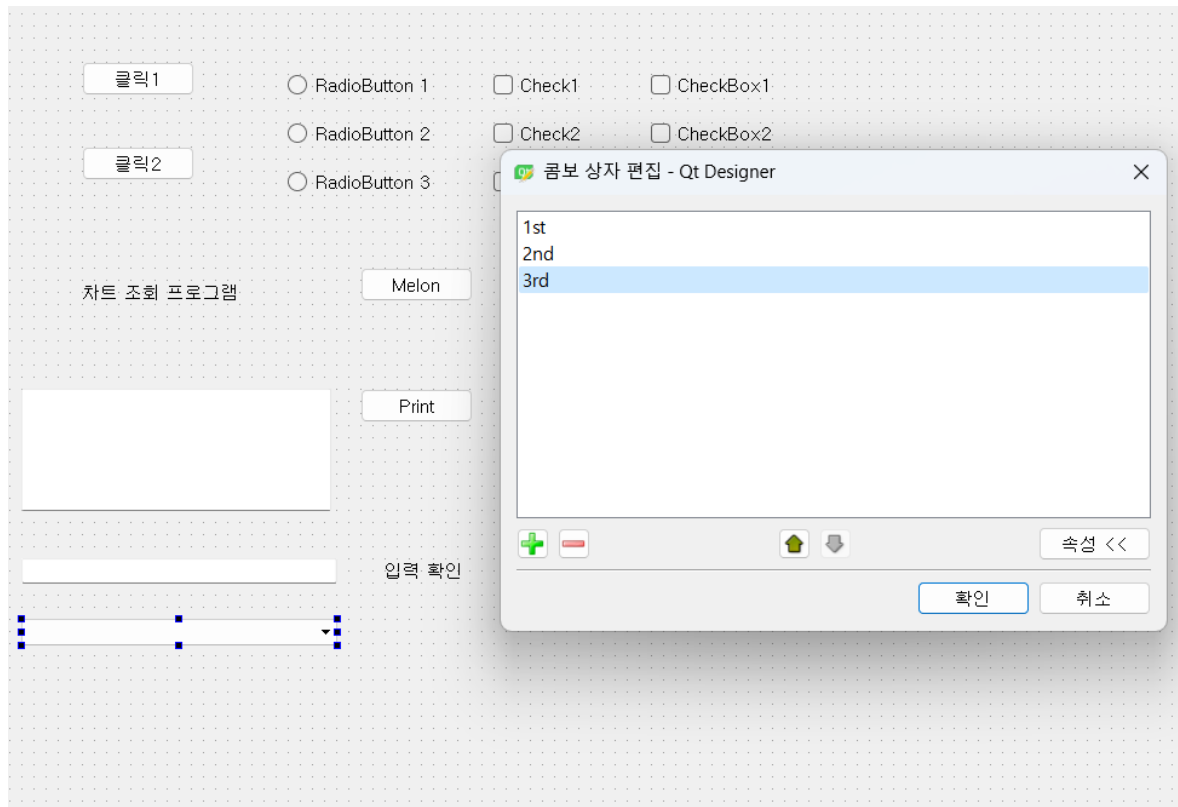 클릭1
RadioButton 1
Check1
CheckBox1
RadioButton 2
Check2
CheckBox2
클릭2
RadioButton 3
콤보 상자 편집 - Qt Designer
1st
2nd
3rd
차트 조회 프로그램
Melon
Print
속성 <<
입력 확인
확인
취소